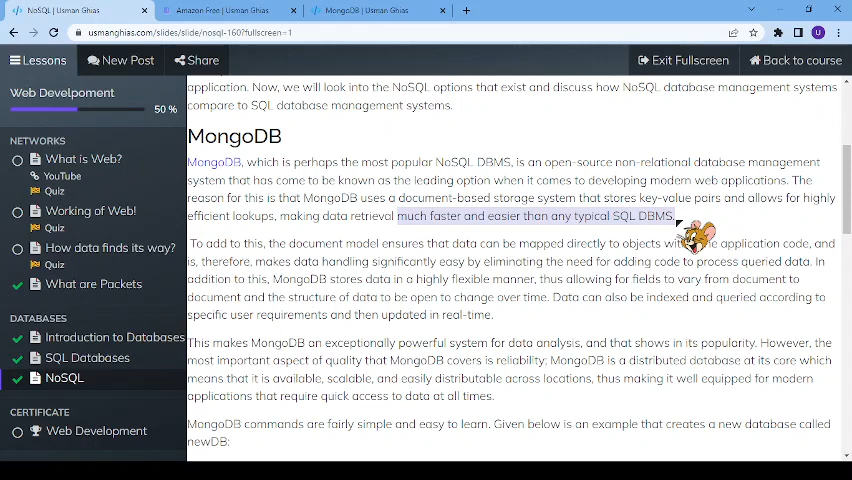 NoSQL | Usman Ghias
Amazon Free | Usman Ghias
MongoDB | Usman Ghias
usmanghias.com/slides/slide/nosql-160?fullscreen=1
U
Lessons
New Post
Share
Exit Fullscreen
Back to course
Web Develpoment
50 %
NETWORKS
What is Web?
YouTube
Quiz
Working of Web!
Quiz
How data finds its way?
Quiz
What are Packets
DATABASES
Introduction to Databases
SQL Databases
NoSQL
CERTIFICATE
Web Development
application. Now, we will look into the NoSQL options that exist and discuss how NoSQL database management systems
compare to SQL database management systems.
MongoDB
MongoDB, which is perhaps the most popular NoSQL DBMS, is an open-source non-relational database management
system that has come to be known as the leading option when it comes to developing modern web applications. The
reason for this is that MongoDB uses a document-based storage system that stores key-value pairs and allows for highly
efficient lookups, making data retrieval much faster and easier than any typical SQL DBMS.
To add to this, the document model ensures that data can be mapped directly to objects application code, and
is, therefore, makes data handling significantly easy by eliminating the need for adding code to process queried data. In
addition to this, MongoDB stores data in a highly flexible manner, thus allowing for fields to vary from document to
document and the structure of data to be open to change over time. Data can also be indexed and queried according to
specific user requirements and then updated in real-time.
This makes MongoDB an exceptionally powerful system for data analysis, and that shows in its popularity. However, the
most important aspect of quality that MongoDB covers is reliability; MongoDB is a distributed database at its core which
means that it is available, scalable, and easily distributable across locations, thus making it well equipped for modern
applications that require quick access to data at all times.
MongoDB commands are fairly simple and easy to learn. Given below is an example that creates a new database called
newDB: